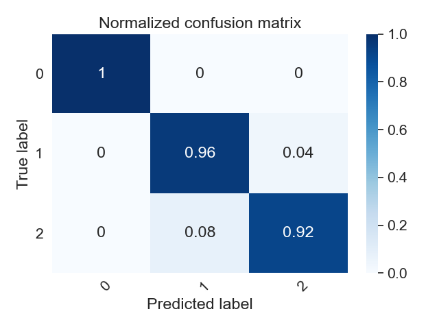 Normalized confusion matrix
True label
0
1 0 0
1
0 0.96 0.04
2
0 0.08 0.92
0 1 2
Predicted label
1.0
0.8
0.6
0.4
0.2
0.0